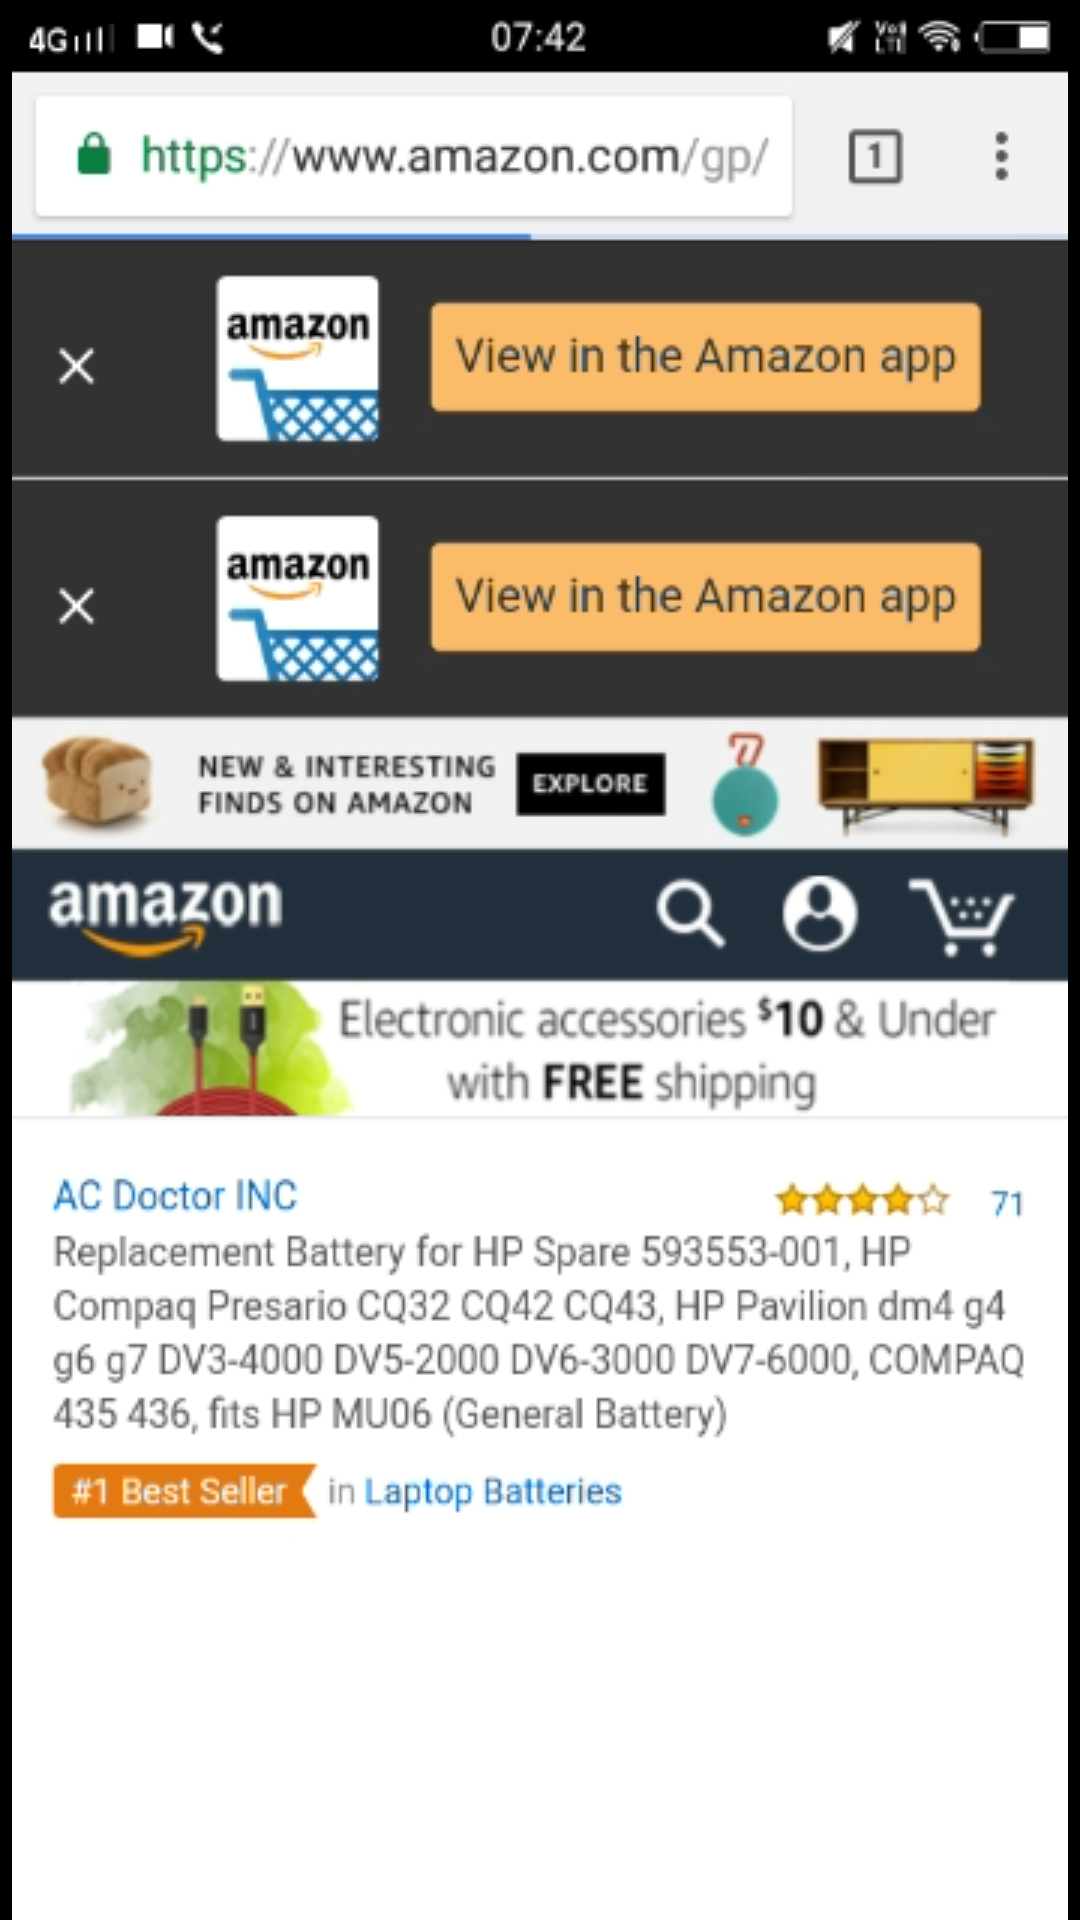 4G 07:42 VoLTE
https://www.amazon.com/gp/ 1
amazon
View in the Amazon app
amazon
View in the Amazon app
NEW & INTERESTING
FINDS ON AMAZON
EXPLORE
amazon
Electronic accessories $10 & Under
with FREE shipping
AC Doctor INC 71
Replacement Battery for HP Spare 593553-001, HP
Compaq Presario CQ32 CQ42 CQ43, HP Pavilion dm4 g4
g6 g7 DV3-4000 DV5-2000 DV6-3000 DV7-6000, COMPAQ
435 436, fits HP MU06 (General Battery)
#1 Best Seller in Laptop Batteries